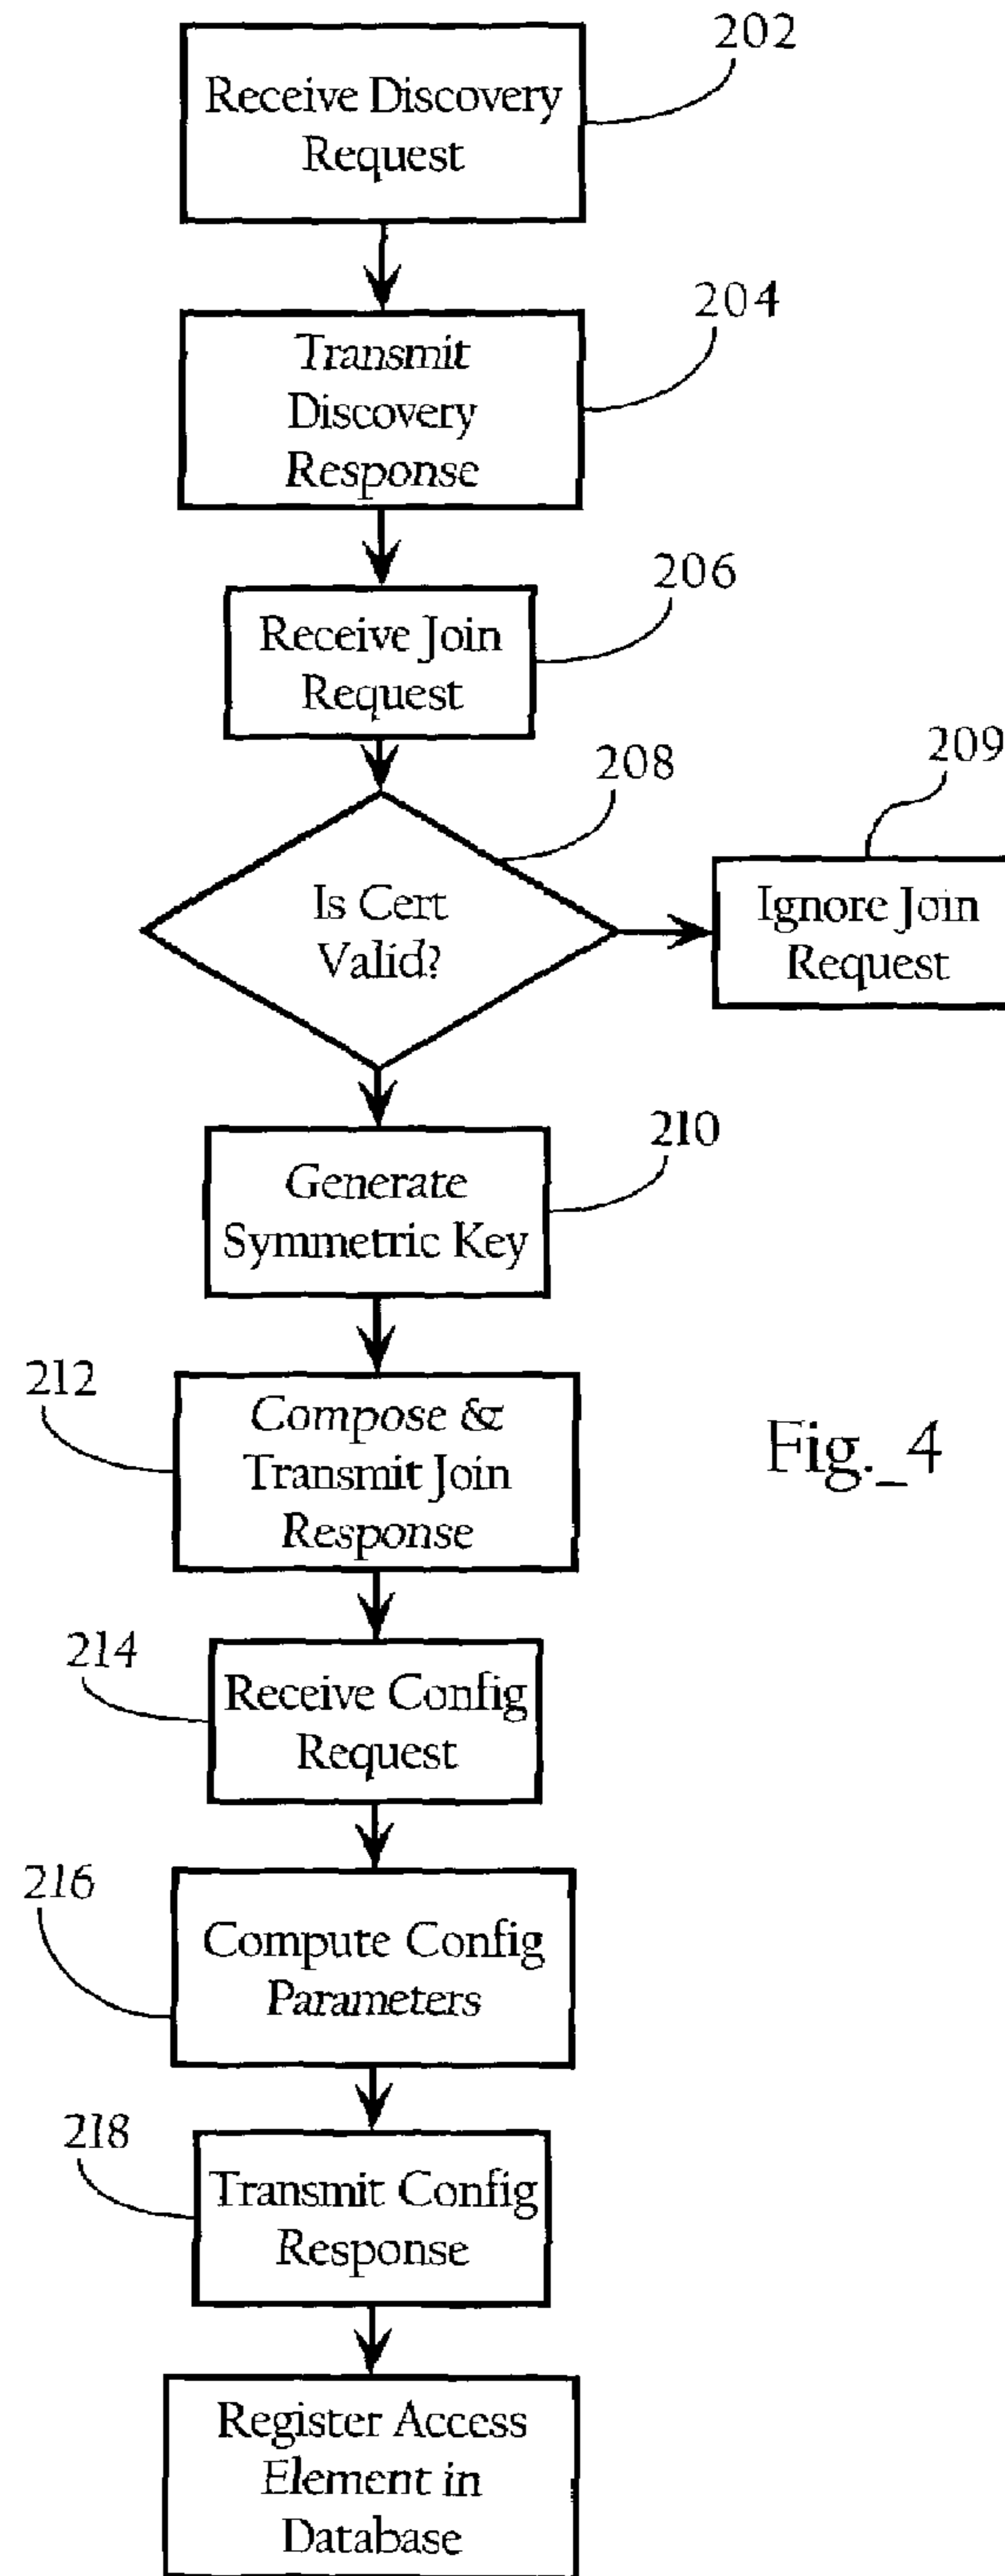 202
Receive Discovery
Request
204
Transmit
Discovery
Response
206
Receive Join
Request
208
209
Is Cert
Valid?
Ignore Join
Request
210
Generate
Symmetric Key
212
Compose &
Transmit Join
Response
Fig._4
214
Receive Config
Request
216
Compute Config
Parameters
218
Transmit Config
Response
Register Access
Element in
Database